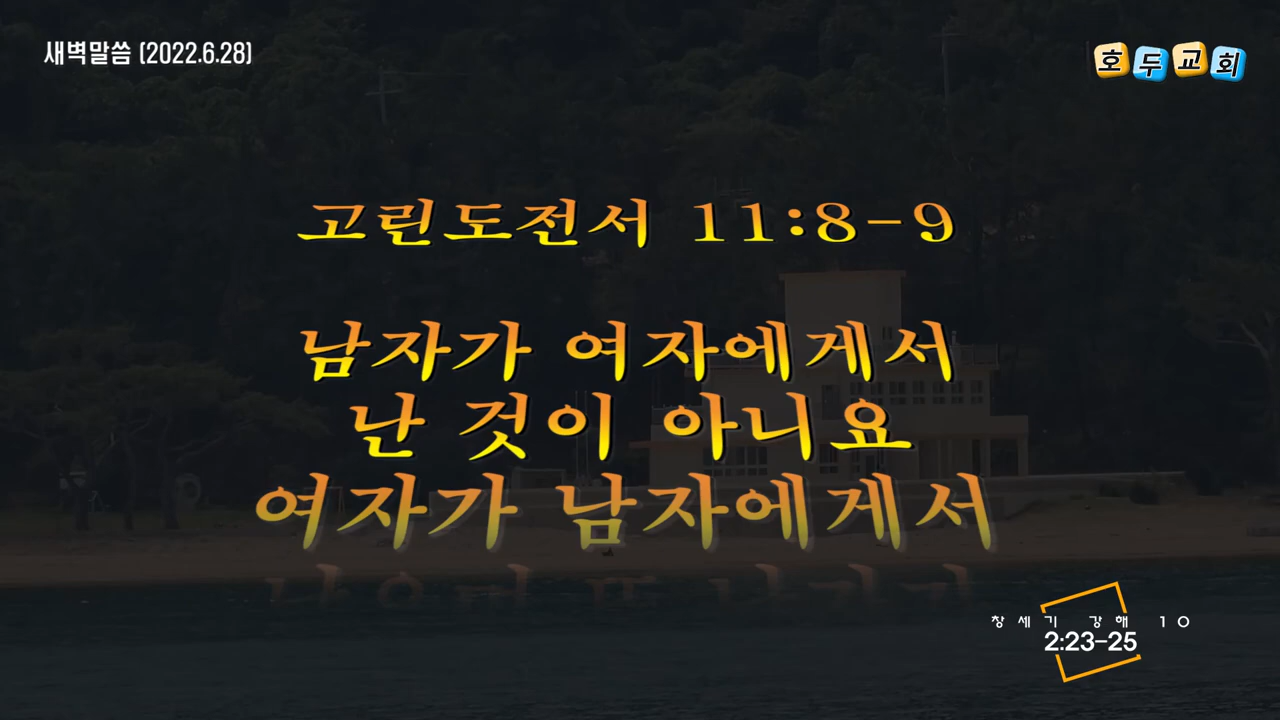 새벽말씀 (2022.6.28)
호두교회
고린도전서 11:8-9
남자가 여자에게서
난 것이 아니요
여자가 남자에게서
창세기 강해 10
2:23-25